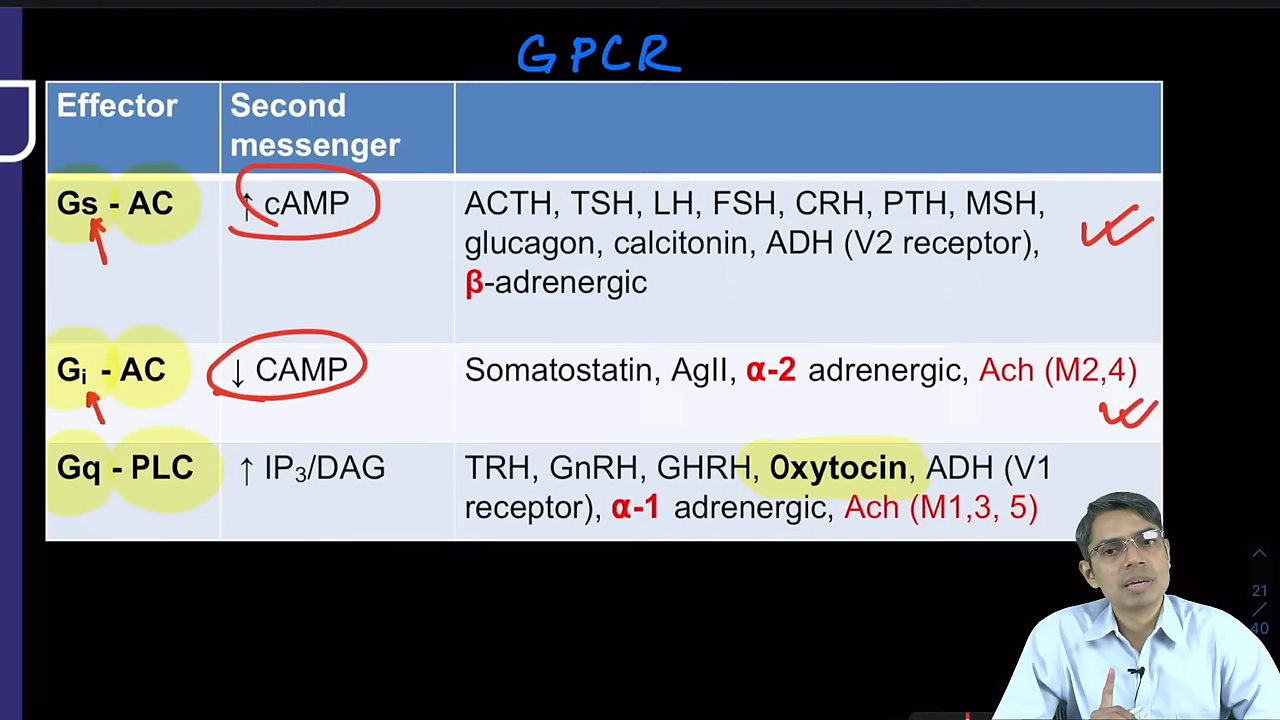 GPCR
Effector
Second
messenger
Gs - AC
↑ cAMP
ACTH, TSH, LH, FSH, CRH, PTH, MSH,
glucagon, calcitonin, ADH (V2 receptor),
β-adrenergic
Gᵢ - AC
↓ CAMP
Somatostatin, AgII, α-2 adrenergic, Ach (M2,4)
Gq - PLC
↑ IP₃/DAG
TRH, GnRH, GHRH, 0xytocin, ADH (V1
receptor), α-1 adrenergic, Ach (M1,3, 5)
21
/
40